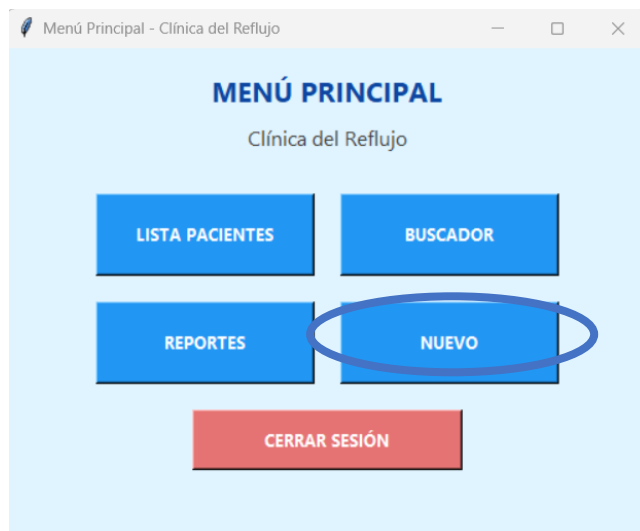 Menú Principal - Clínica del Reflujo
MENÚ PRINCIPAL
Clínica del Reflujo
LISTA PACIENTES
BUSCADOR
REPORTES
NUEVO
CERRAR SESIÓN